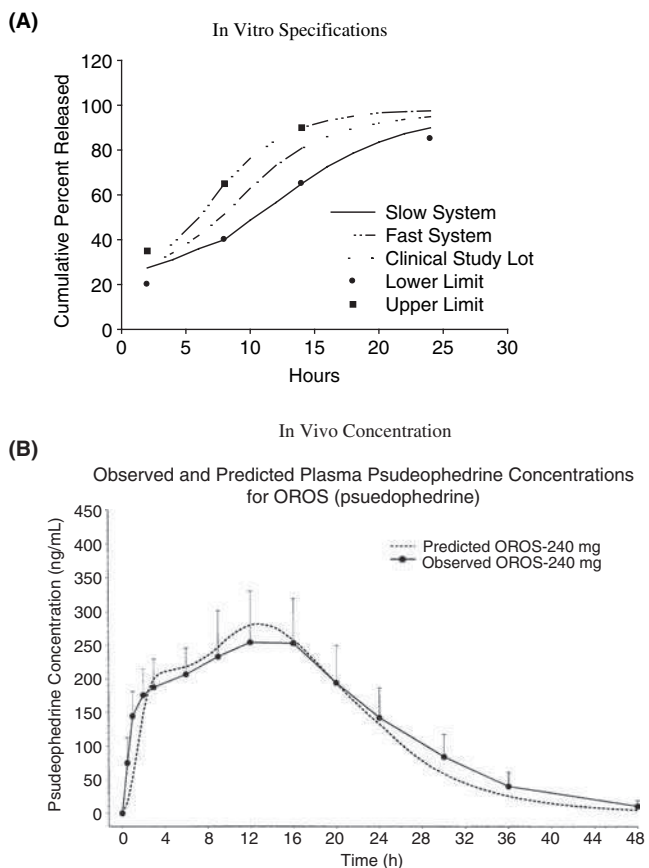 (A)
In Vitro Specifications
120
100
80
60
40
20
0
Cumulative Percent Released
Slow System
Fast System
Clinical Study Lot
Lower Limit
Upper Limit
0 5 10 15 20 25 30
Hours
In Vivo Concentration
(B)
Observed and Predicted Plasma Psudeophedrine Concentrations
for OROS (psuedophedrine)
450
400
350
300
250
200
150
100
50
0
Psudeophedrine Concentration (ng/mL)
Predicted OROS-240 mg
Observed OROS-240 mg
0 4 8 12 16 20 24 28 32 36 40 44 48
Time (h)